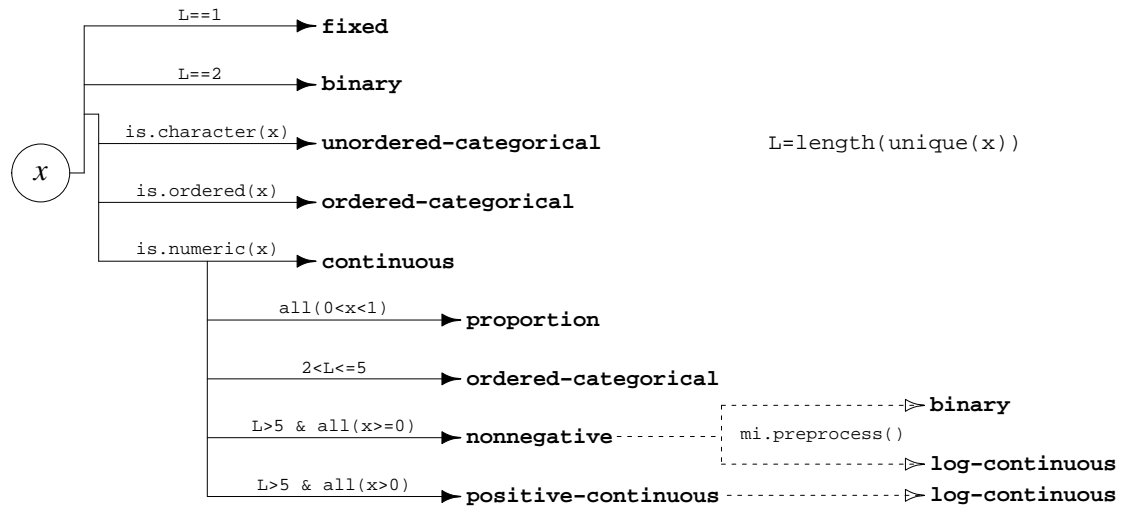 L==1
fixed
L==2
binary
is.character(x)
unordered-categorical
L=length(unique(x))
x
is.ordered(x)
ordered-categorical
is.numeric(x)
continuous
all(0<x<1)
proportion
2<L<=5
ordered-categorical
binary
L>5 & all(x>=0)
nonnegative
mi.preprocess()
log-continuous
L>5 & all(x>0)
positive-continuous
log-continuous